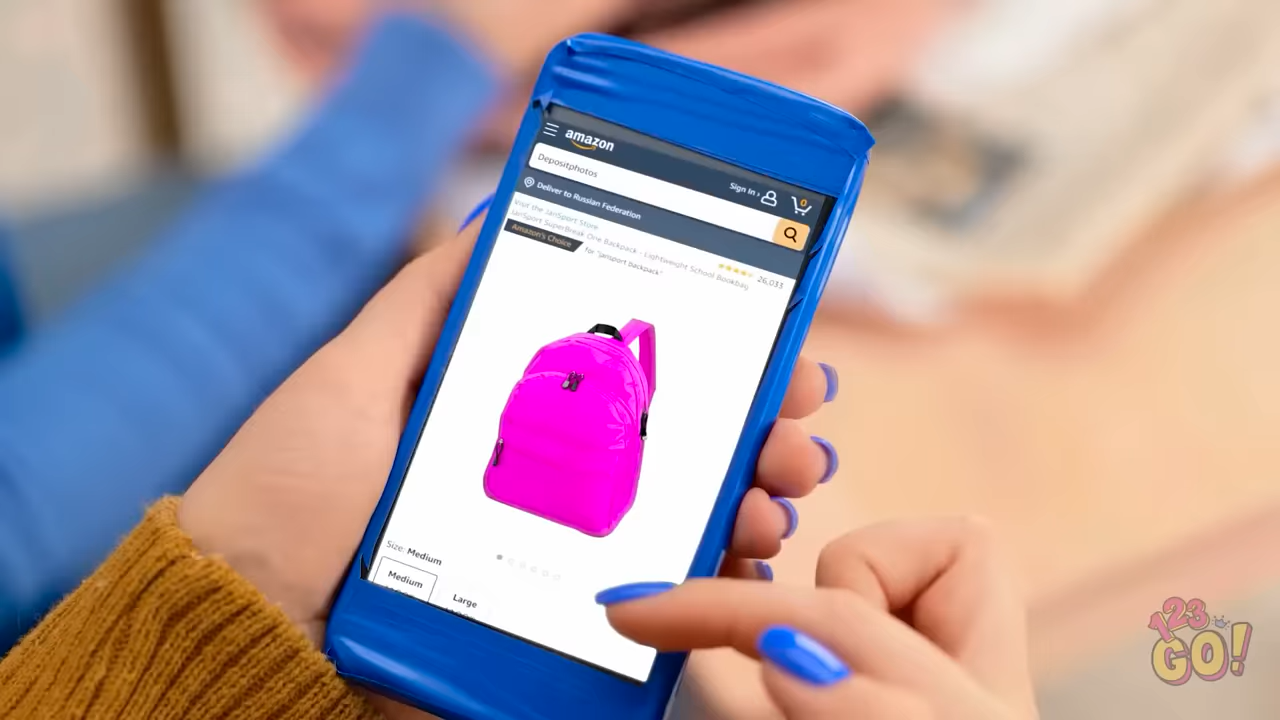 amazon
Depositphotos
Sign in ›
0
Deliver to Russian Federation
Visit the JanSport Store
JanSport SuperBreak One Backpack - Lightweight School Bookbag
26,033
Amazon's Choice
for "jansport backpack"
Size: Medium
Medium
Large
123
GO!